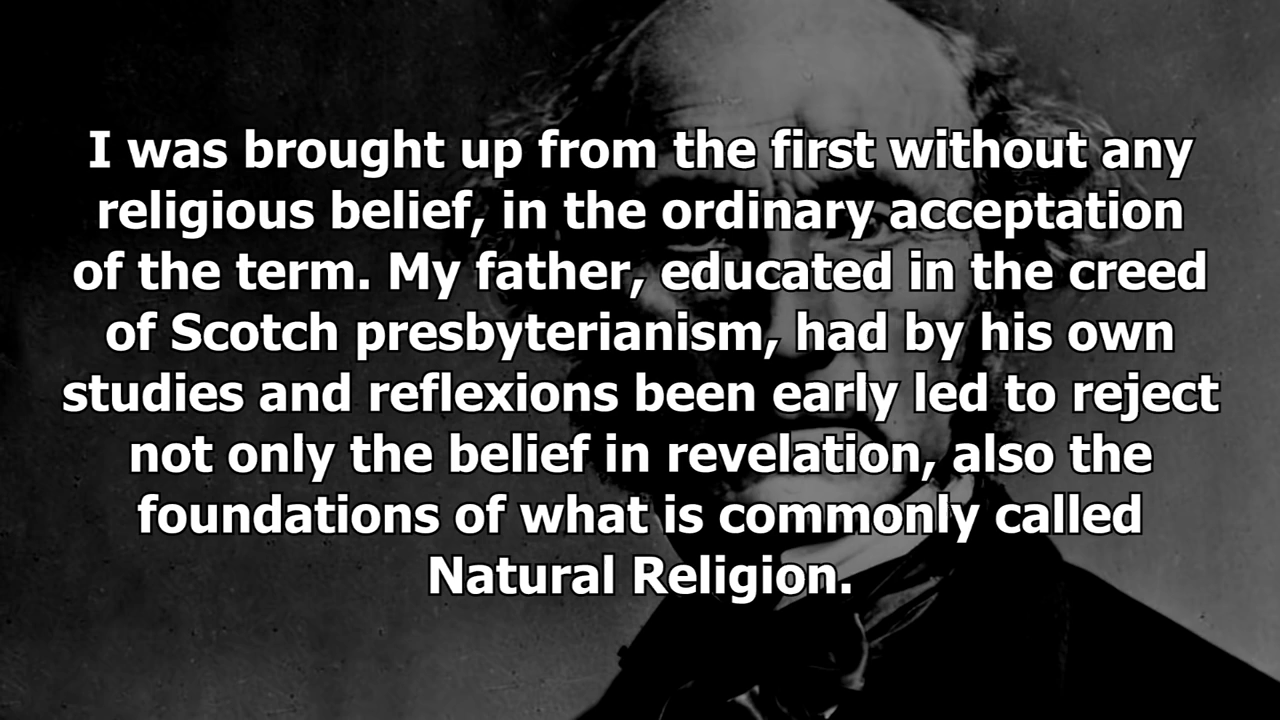 I was brought up from the first without any
religious belief, in the ordinary acceptation
of the term. My father, educated in the creed
of Scotch presbyterianism, had by his own
studies and reflexions been early led to reject
not only the belief in revelation, also the
foundations of what is commonly called
Natural Religion.